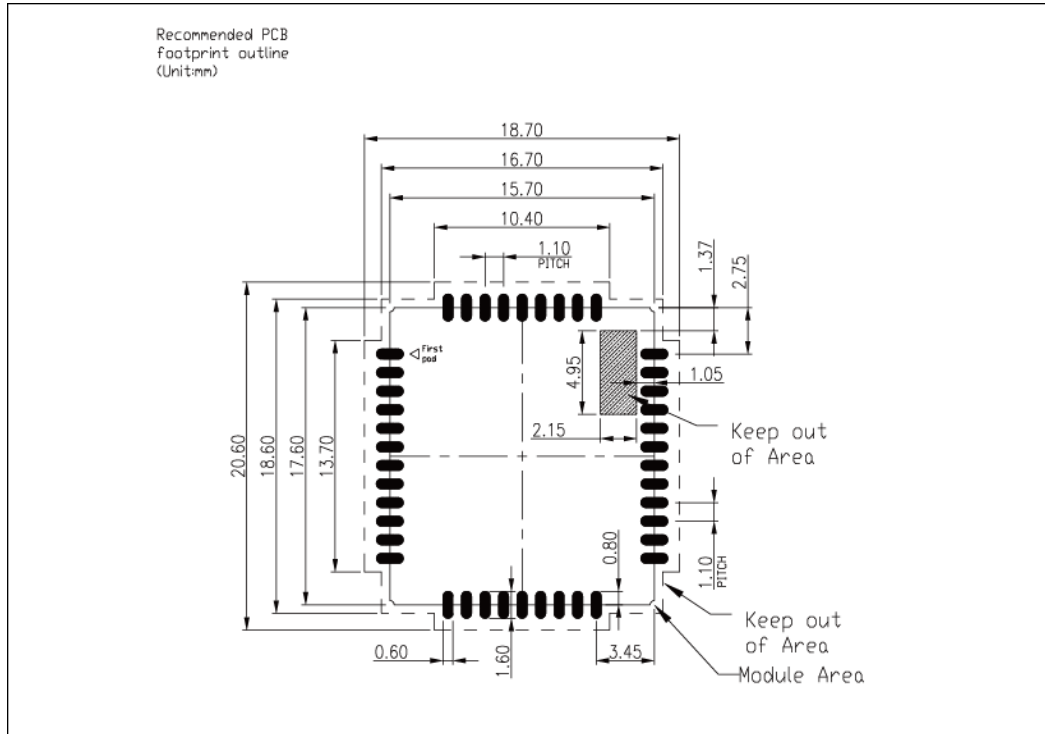 Recommended PCB
footprint outline
(Unit:mm)
18.70
16.70
15.70
10.40
1.10
PITCH
1.37
2.75
First
pad
4.95
1.05
2.15
Keep out
of Area
20.60
18.60
17.60
13.70
0.80
1.10
PITCH
0.60
1.60
3.45
Keep out
of Area
Module Area